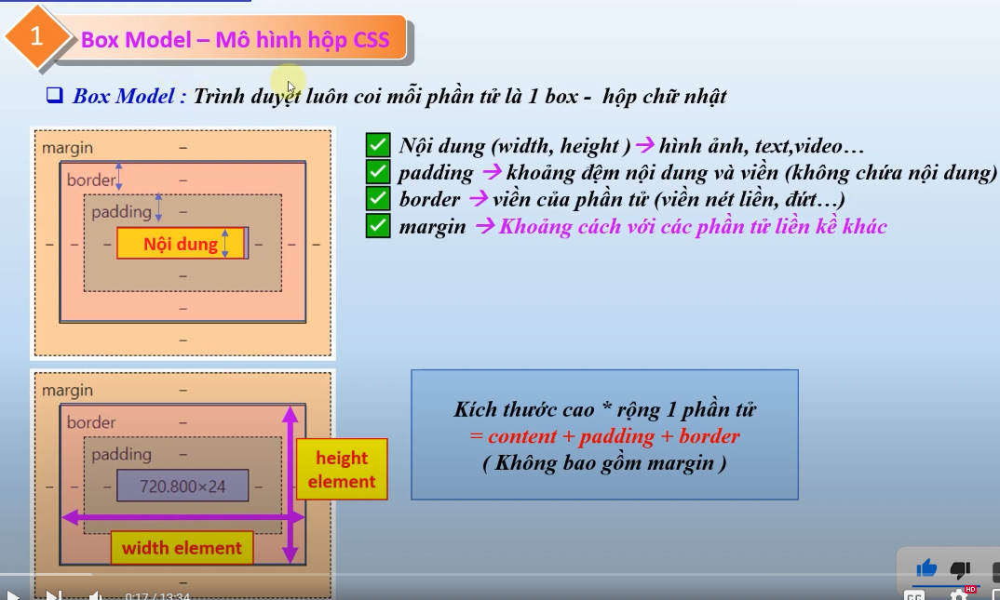 1
Box Model – Mô hình hộp CSS
Box Model : Trình duyệt luôn coi mỗi phần tử là 1 box - hộp chữ nhật
margin
border
padding
Nội dung
Nội dung (width, height ) → hình ảnh, text,video…
padding → khoảng đệm nội dung và viền (không chứa nội dung)
border → viền của phần tử (viền nét liền, đứt…)
margin → Khoảng cách với các phần tử liền kề khác
margin
border
padding
720.800×24
height
element
width element
Kích thước cao * rộng 1 phần tử
= content + padding + border
( Không bao gồm margin )
0:17 / 13:34
CC
HD